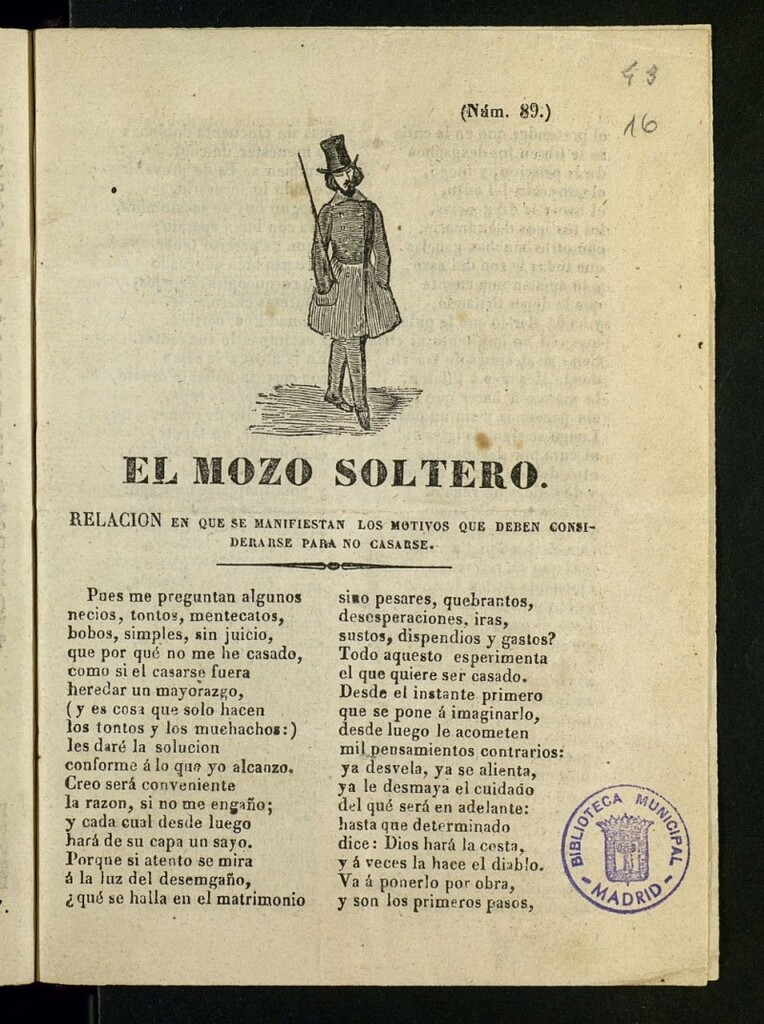 43
(Núm. 89.)
16
EL MOZO SOLTERO.
RELACION EN QUE SE MANIFIESTAN LOS MOTIVOS QUE DEBEN CONSI-
DERARSE PARA NO CASARSE.
Pues me preguntan algunos
necios, tontos, mentecatos,
bobos, simples, sin juicio,
que por qué no me he casado,
como si el casarse fuera
heredar un mayorazgo,
(y es cosa que solo hacen
los tontos y los muchachos:)
les daré la solucion
conforme á lo que yo alcanzo.
Creo será conveniente
la razon, si no me engaño;
y cada cual desde luego
hará de su capa un sayo.
Porque si atento se mira
á la luz del desemgaño,
¿qué se halla en el matrimonio
sino pesares, quebrantos,
desesperaciones, iras,
sustos, dispendios y gastos?
Todo aquesto esperimenta
el que quiere ser casado.
Desde el instante primero
que se pone á imaginarlo,
desde luego le acometen
mil pensamientos contrarios:
ya desvela, ya se alienta,
ya le desmaya el cuidado
del qué será en adelante:
hasta que determinado
dice: Dios hará la costa,
y á veces la hace el diablo.
Va á ponerlo por obra,
y son los primeros pasos,
BIBLIOTECA MUNICIPAL
- MADRID -